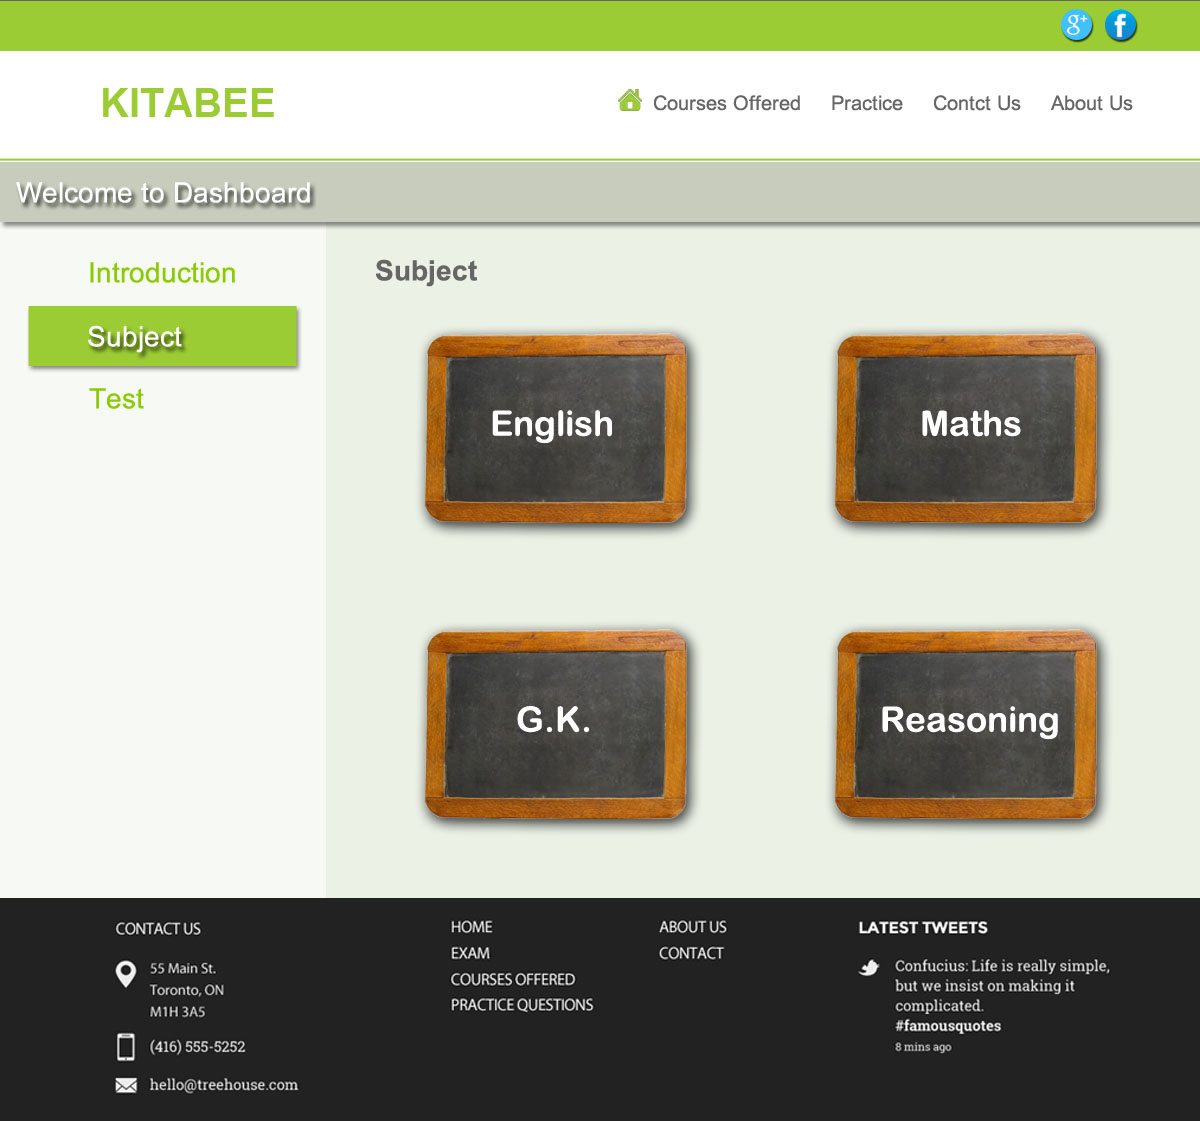 g+ f
KITABEE
Courses Offered Practice Contct Us About Us
Welcome to Dashboard
Introduction
Subject
Test
Subject
English
Maths
G.K.
Reasoning
CONTACT US
55 Main St.
Toronto, ON
M1H 3A5
(416) 555-5252
hello@treehouse.com
HOME
EXAM
COURSES OFFERED
PRACTICE QUESTIONS
ABOUT US
CONTACT
LATEST TWEETS
Confucius: Life is really simple,
but we insist on making it
complicated.
#famousquotes
8 mins ago